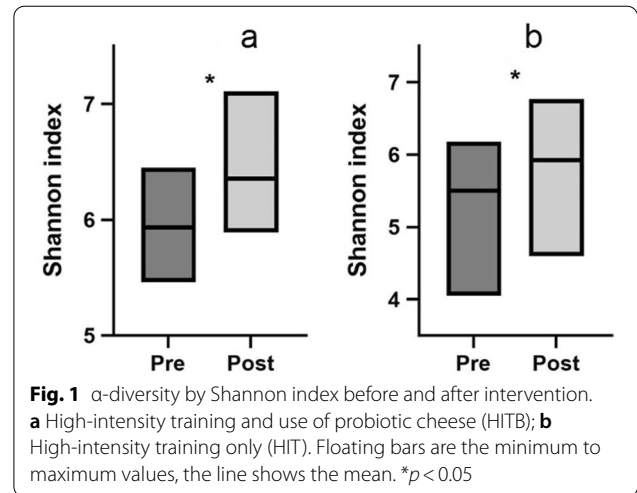 a
b
*
*
Shannon index
7
6
5
Pre Post
Shannon index
7
6
5
4
Pre Post
Fig. 1 α-diversity by Shannon index before and after intervention.
a High-intensity training and use of probiotic cheese (HITB); b
High-intensity training only (HIT). Floating bars are the minimum to
maximum values, the line shows the mean. *p < 0.05